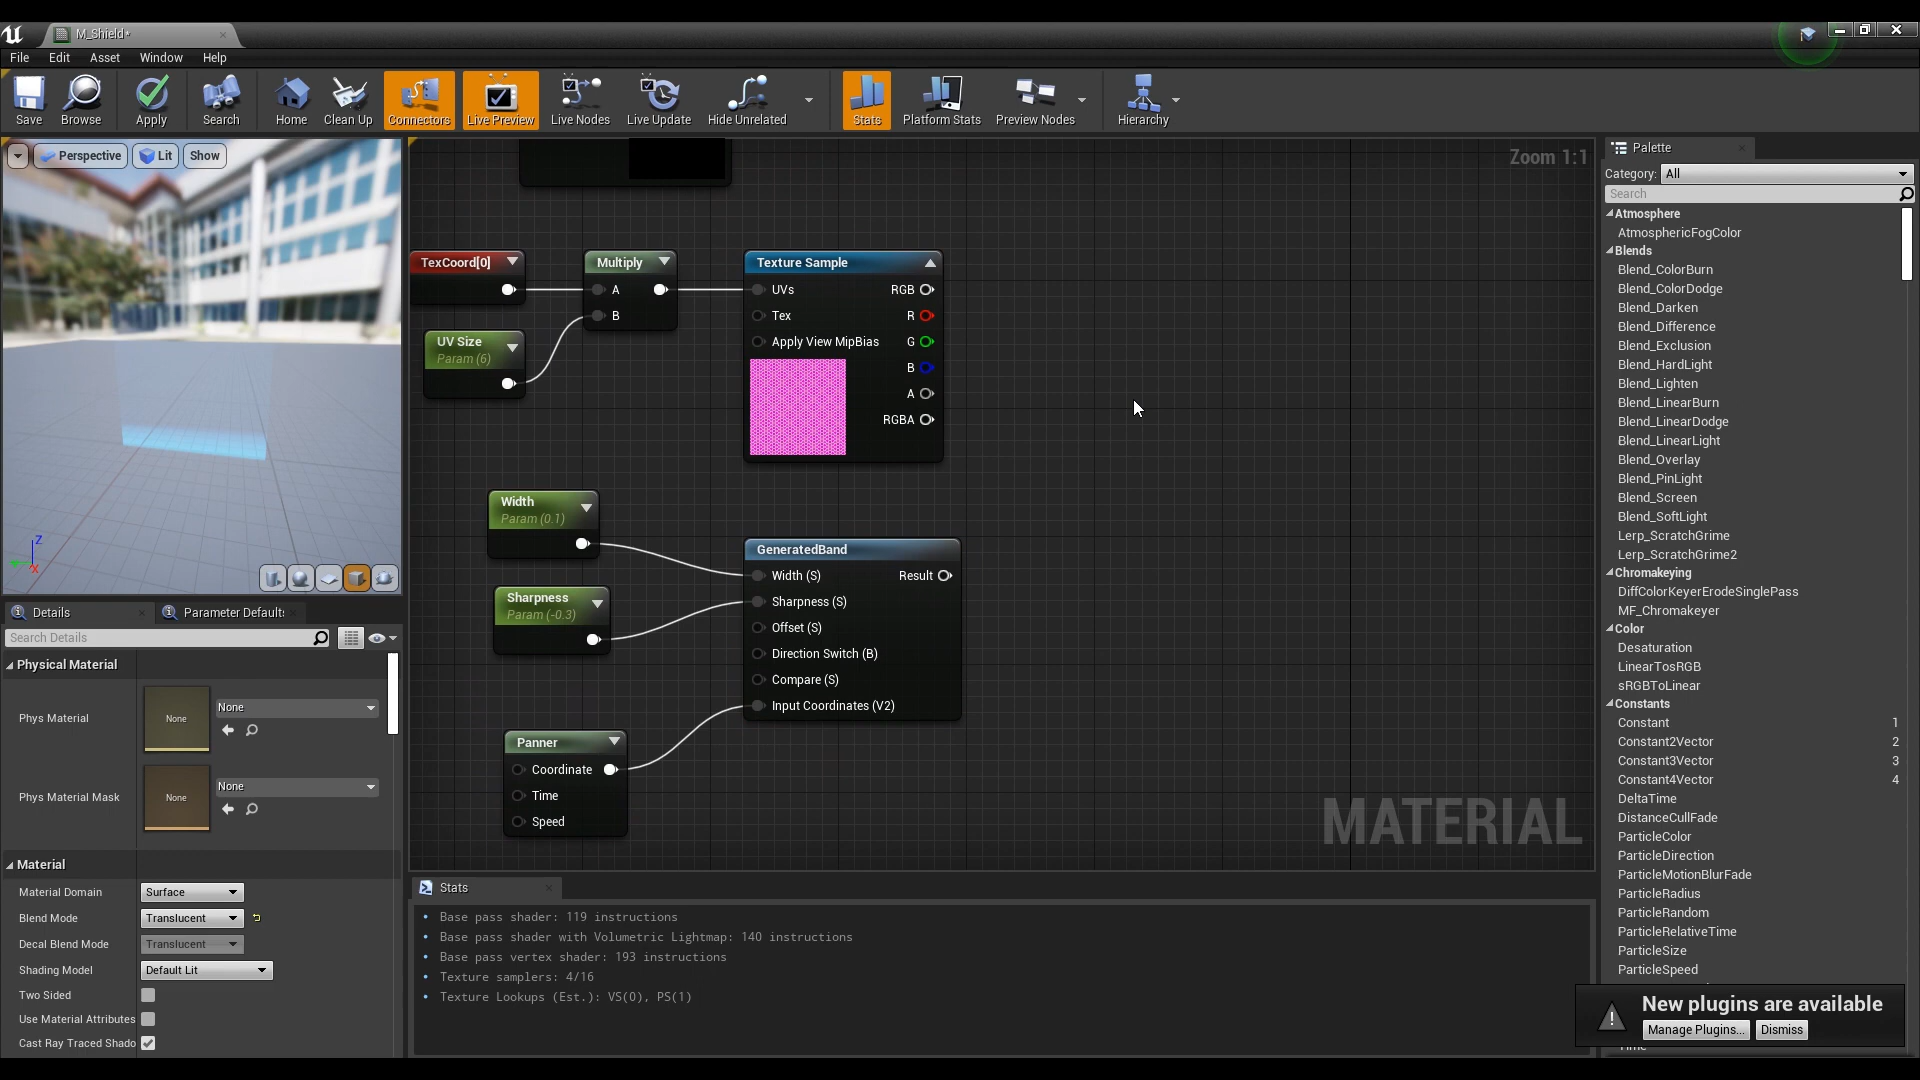 M_Shield*
File Edit Asset Window Help
Save Browse Apply Search Home Clean Up Connectors Live Preview Live Nodes Live Update Hide Unrelated Stats Platform Stats Preview Nodes Hierarchy
Perspective Lit Show
Zoom 1:1
Palette
Category: All
Search
Atmosphere
AtmosphericFogColor
Blends
Blend_ColorBurn
Blend_ColorDodge
Blend_Darken
Blend_Difference
Blend_Exclusion
Blend_HardLight
Blend_Lighten
Blend_LinearBurn
Blend_LinearDodge
Blend_LinearLight
Blend_Overlay
Blend_PinLight
Blend_Screen
Blend_SoftLight
Lerp_ScratchGrime
Lerp_ScratchGrime2
Chromakeying
DiffColorKeyerErodeSinglePass
MF_Chromakeyer
Color
Desaturation
LinearTosRGB
sRGBToLinear
Constants
Constant 1
Constant2Vector 2
Constant3Vector 3
Constant4Vector 4
DeltaTime
DistanceCullFade
ParticleColor
ParticleDirection
ParticleMotionBlurFade
ParticleRadius
ParticleRandom
ParticleRelativeTime
ParticleSize
ParticleSpeed
Time
TexCoord[0]
Multiply
A
B
UV Size
Param (6)
Texture Sample
UVs RGB
Tex R
Apply View MipBias G
B
A
RGBA
Width
Param (0.1)
Sharpness
Param (-0.3)
GeneratedBand
Width (S) Result
Sharpness (S)
Offset (S)
Direction Switch (B)
Compare (S)
Input Coordinates (V2)
Panner
Coordinate
Time
Speed
MATERIAL
Z
X
Details Parameter Default
Search Details
Physical Material
Phys Material None None
Phys Material Mask None None
Material
Material Domain Surface
Blend Mode Translucent
Decal Blend Mode Translucent
Shading Model Default Lit
Two Sided
Use Material Attributes
Cast Ray Traced Shado
Stats
Base pass shader: 119 instructions
Base pass shader with Volumetric Lightmap: 140 instructions
Base pass vertex shader: 193 instructions
Texture samplers: 4/16
Texture Lookups (Est.): VS(0), PS(1)
New plugins are available
Manage Plugins... Dismiss